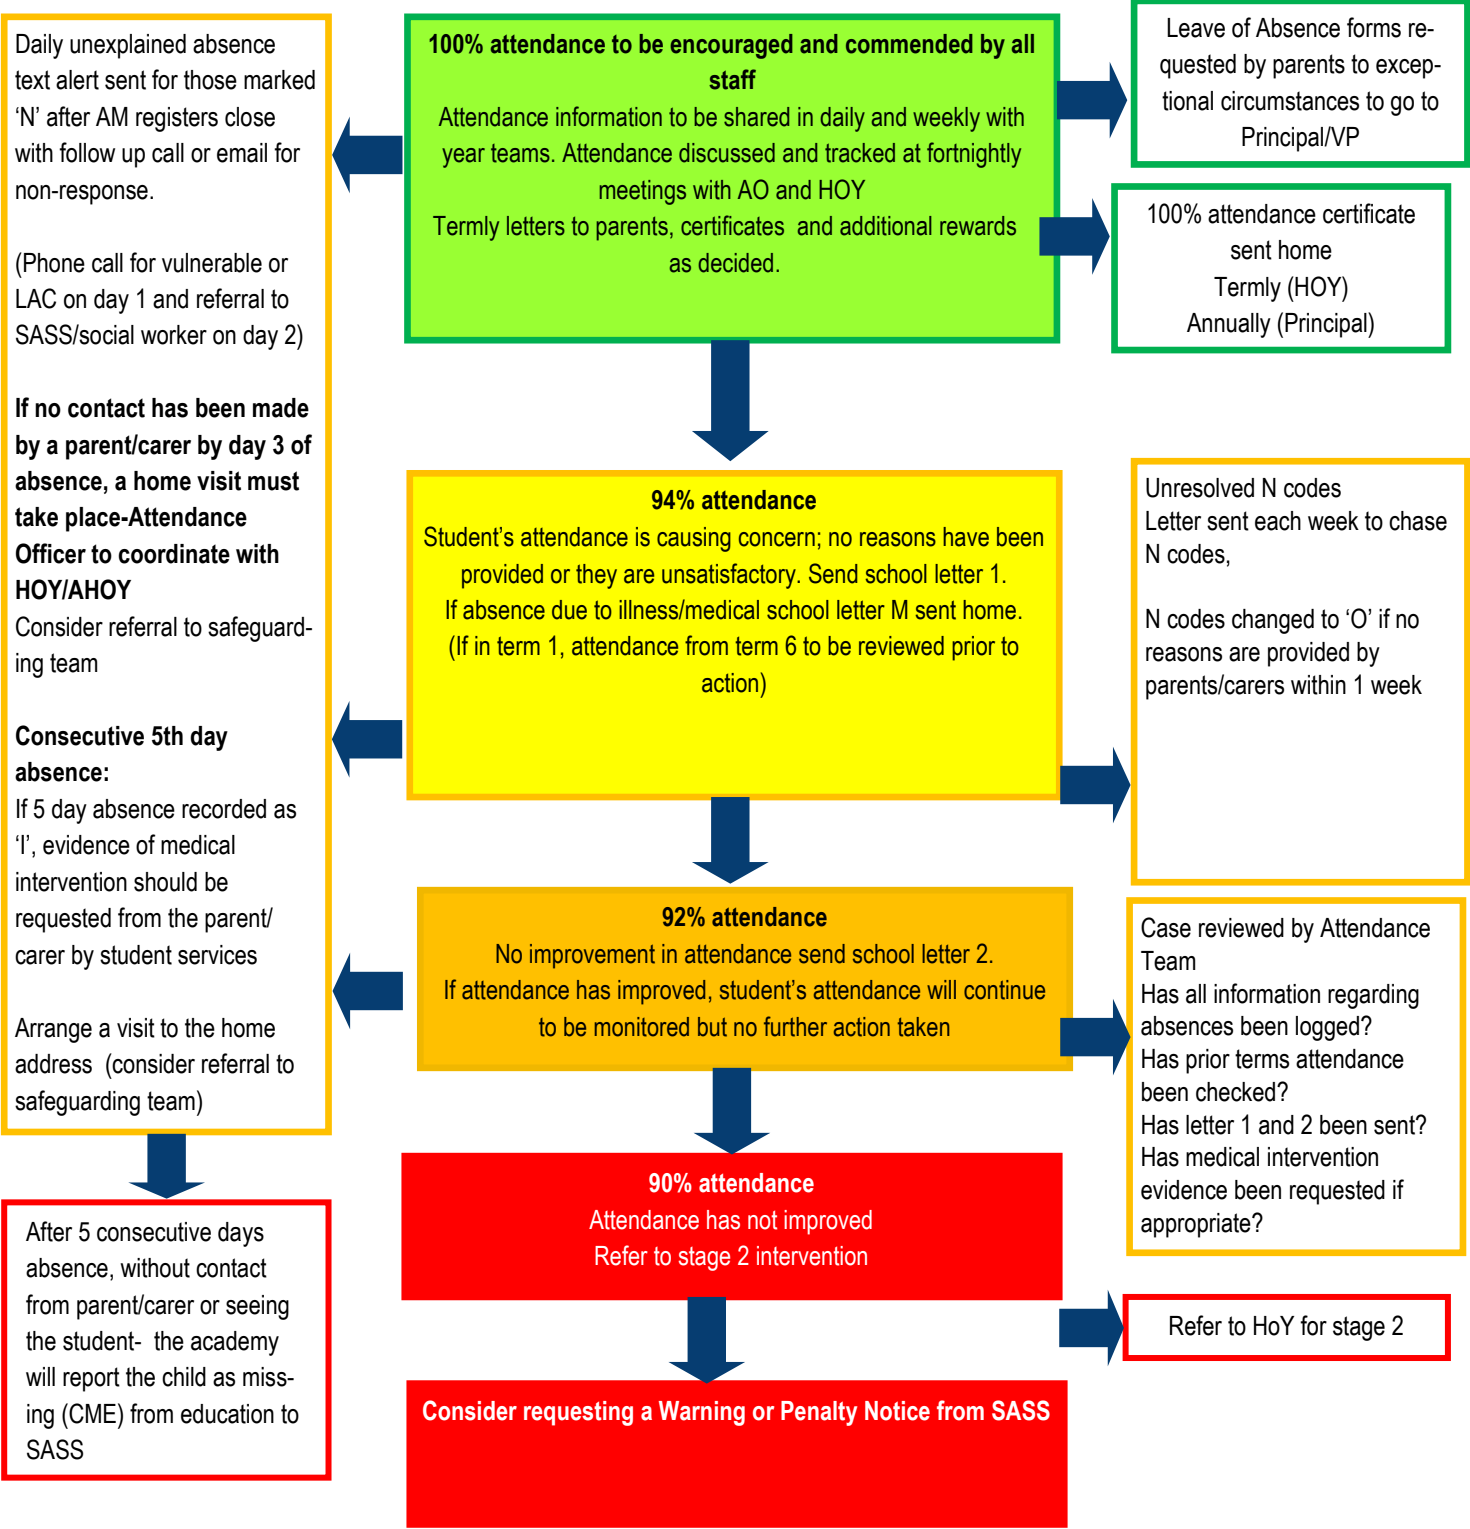 Daily unexplained absence
text alert sent for those marked
‘N’ after AM registers close
with follow up call or email for
non-response.
(Phone call for vulnerable or
LAC on day 1 and referral to
SASS/social worker on day 2)
If no contact has been made
by a parent/carer by day 3 of
absence, a home visit must
take place-Attendance
Officer to coordinate with
HOY/AHOY
Consider referral to safeguard-
ing team
Consecutive 5th day
absence:
If 5 day absence recorded as
‘I’, evidence of medical
intervention should be
requested from the parent/
carer by student services
Arrange a visit to the home
address  (consider referral to
safeguarding team)
After 5 consecutive days
absence, without contact
from parent/carer or seeing
the student-  the academy
will report the child as miss-
ing (CME) from education to
SASS
100% attendance to be encouraged and commended by all
staff
Attendance information to be shared in daily and weekly with
year teams. Attendance discussed and tracked at fortnightly
meetings with AO and HOY
Termly letters to parents, certificates  and additional rewards
as decided.
94% attendance
Student’s attendance is causing concern; no reasons have been
provided or they are unsatisfactory. Send school letter 1.
If absence due to illness/medical school letter M sent home.
(If in term 1, attendance from term 6 to be reviewed prior to
action)
92% attendance
No improvement in attendance send school letter 2.
If attendance has improved, student’s attendance will continue
to be monitored but no further action taken
90% attendance
Attendance has not improved
Refer to stage 2 intervention
Consider requesting a Warning or Penalty Notice from SASS
Leave of Absence forms re-
quested by parents to excep-
tional circumstances to go to
Principal/VP
100% attendance certificate
sent home
Termly (HOY)
Annually (Principal)
Unresolved N codes
Letter sent each week to chase
N codes,
N codes changed to ‘O’ if no
reasons are provided by
parents/carers within 1 week
Case reviewed by Attendance
Team
Has all information regarding
absences been logged?
Has prior terms attendance
been checked?
Has letter 1 and 2 been sent?
Has medical intervention
evidence been requested if
appropriate?
Refer to HoY for stage 2